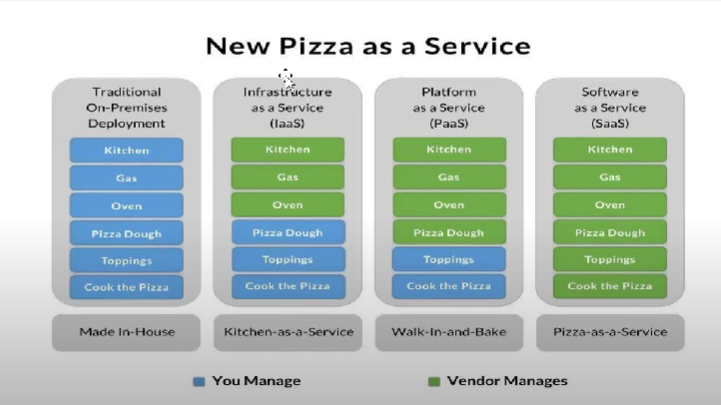 New Pizza as a Service
Traditional
On-Premises
Deployment
Kitchen
Gas
Oven
Pizza Dough
Toppings
Cook the Pizza
Made In-House
Infrastructure
as a Service
(IaaS)
Kitchen
Gas
Oven
Pizza Dough
Toppings
Cook the Pizza
Kitchen-as-a-Service
Platform
as a Service
(PaaS)
Kitchen
Gas
Oven
Pizza Dough
Toppings
Cook the Pizza
Walk-In-and-Bake
Software
as a Service
(SaaS)
Kitchen
Gas
Oven
Pizza Dough
Toppings
Cook the Pizza
Pizza-as-a-Service
You Manage
Vendor Manages